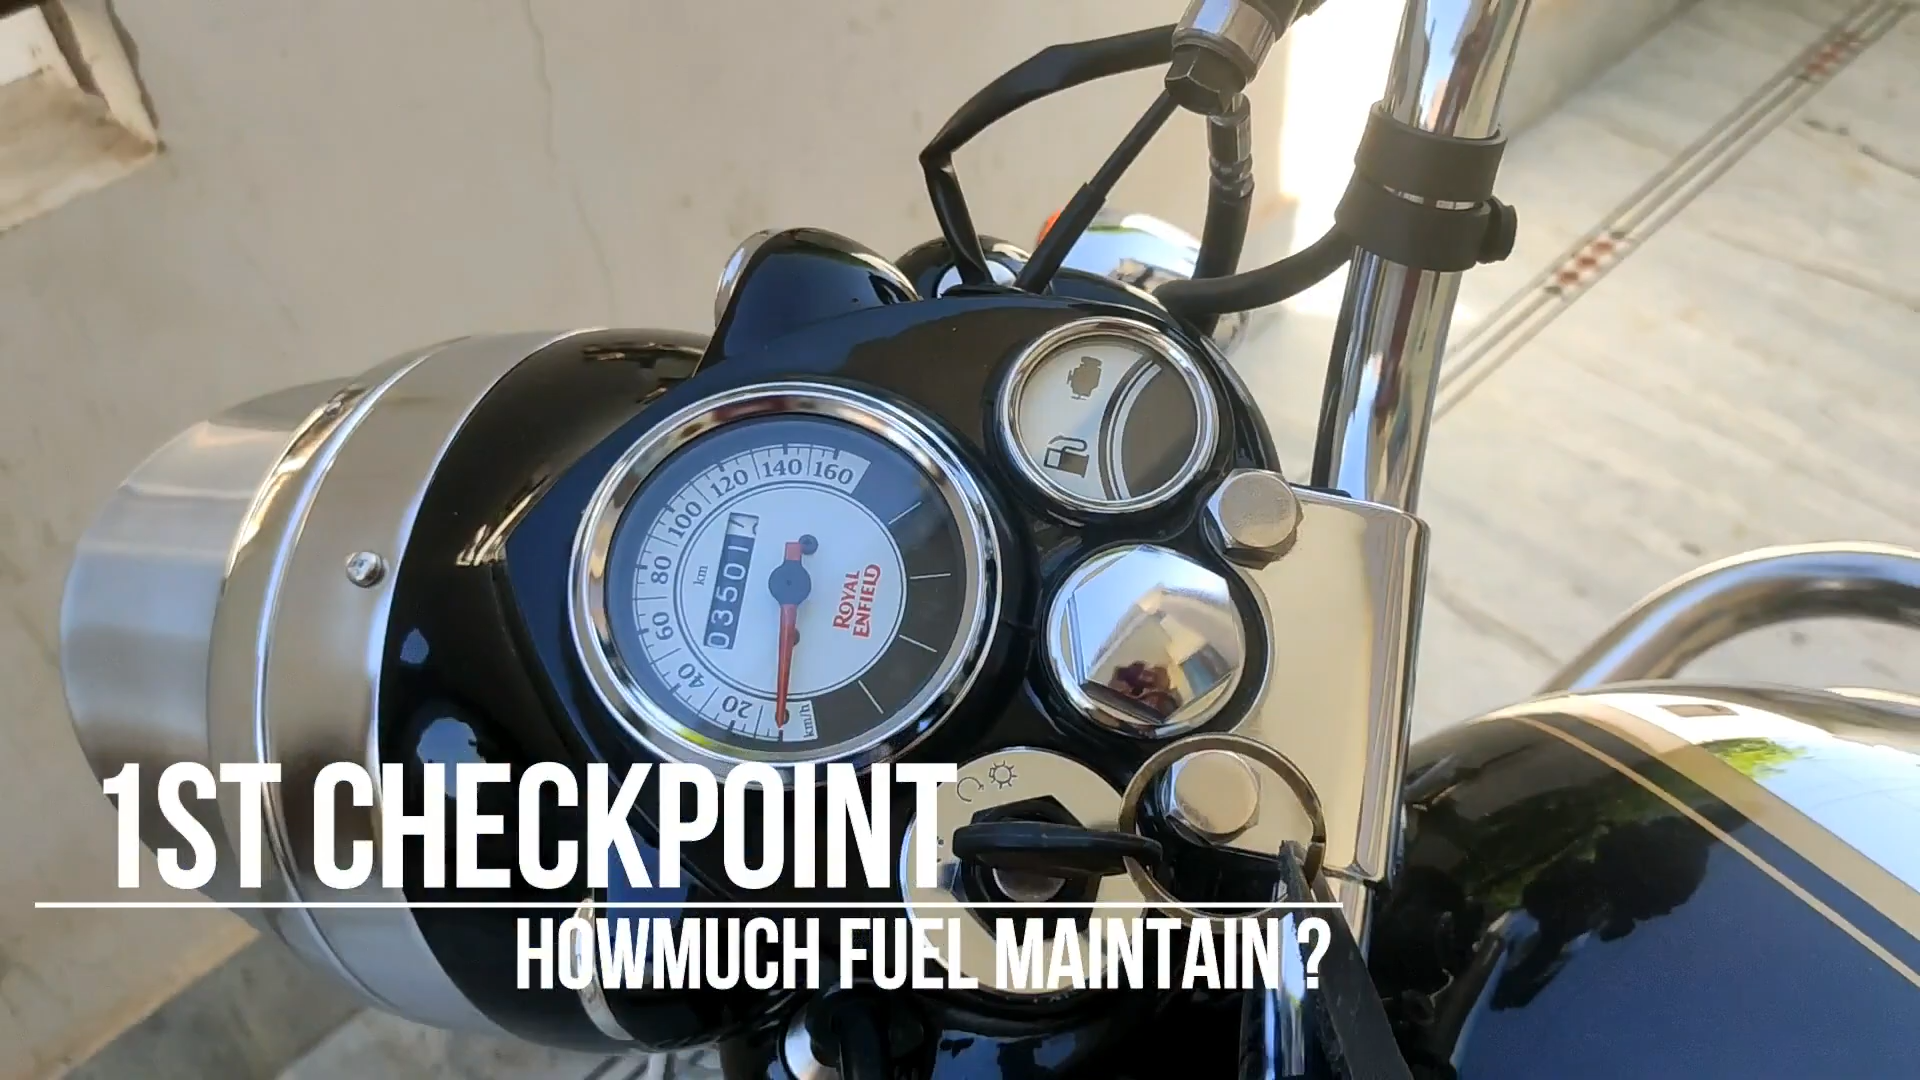 160
140
120
100
80
60
40
20
km/h
km
03501
ROYAL
ENFIELD
1ST CHECKPOINT
HOWMUCH FUEL MAINTAIN ?